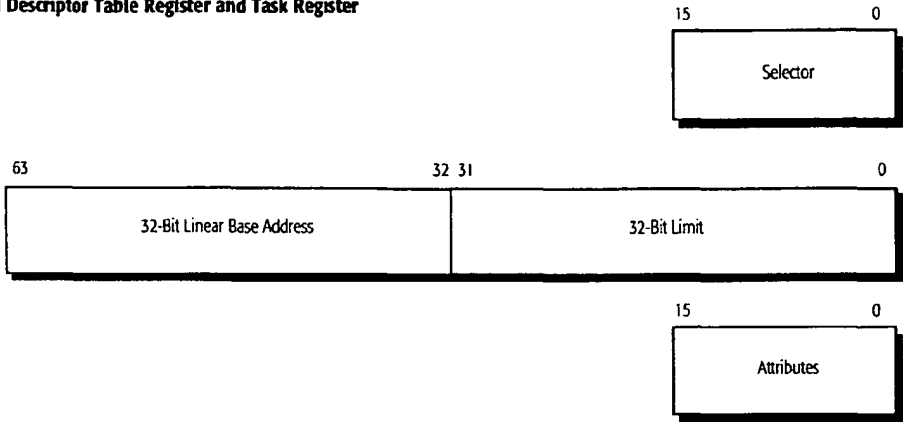 Descriptor Table Register and Task Register
15 0
Selector
63 32 31 0
32-Bit Linear Base Address 32-Bit Limit
15 0
Attributes